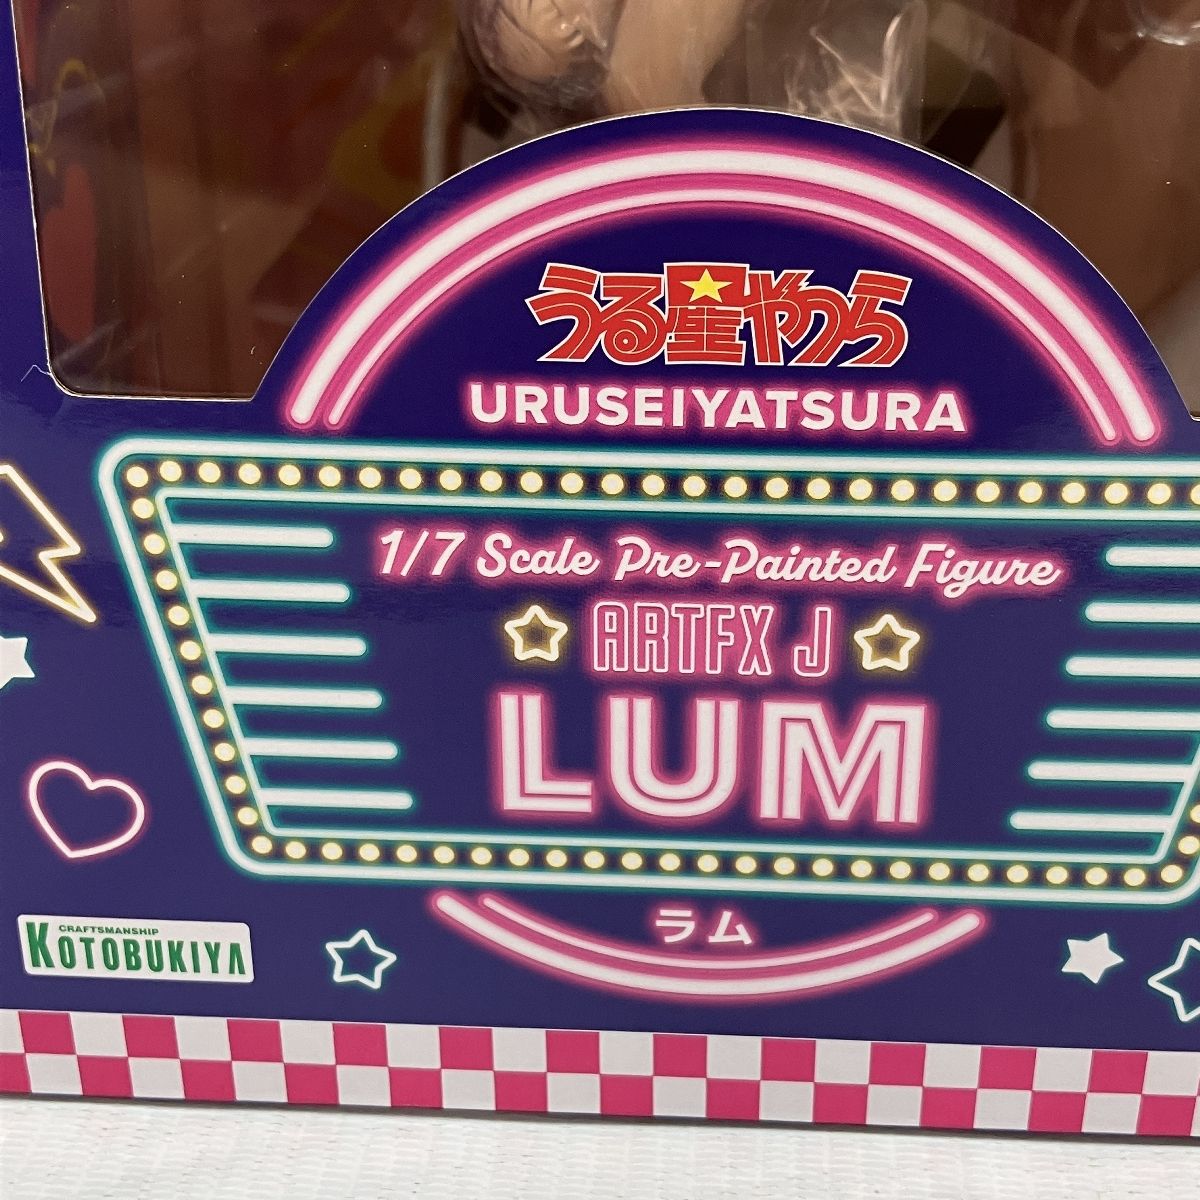 うる星やつら
URUSEIYATSURA
1/7 Scale Pre-Painted Figure
ARTFX J
LUM
ラム
CRAFTSMANSHIP
KOTOBUKIYA